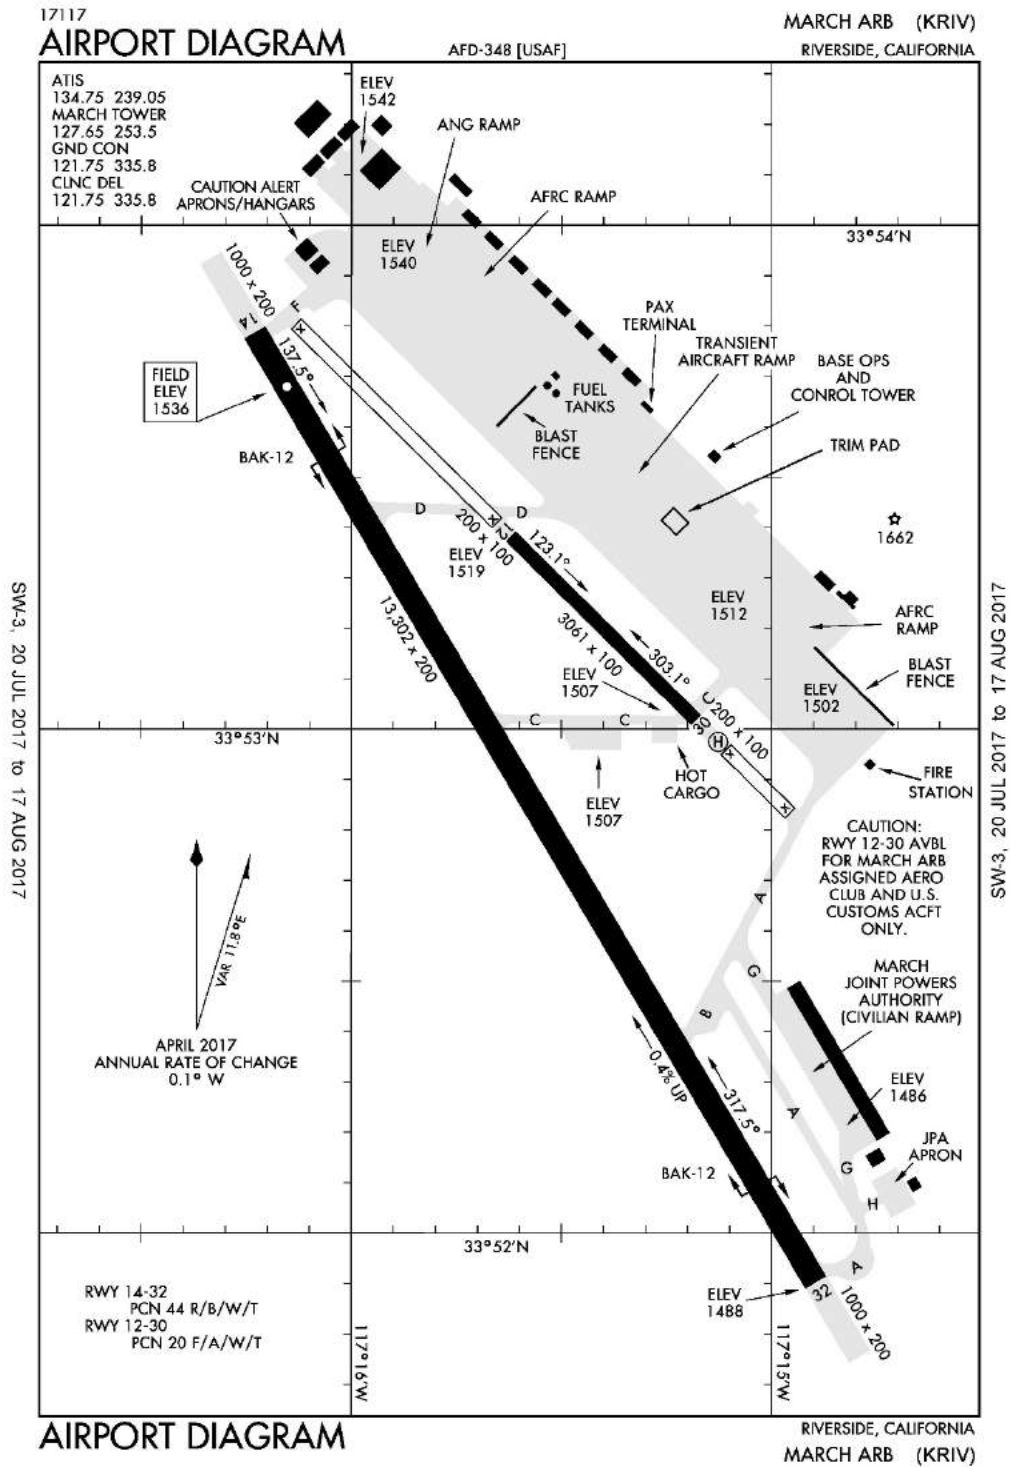 17117
AIRPORT DIAGRAM
AFD-348 [USAF]
MARCH ARB (KRIV)
RIVERSIDE, CALIFORNIA
ATIS
134.75 239.05
MARCH TOWER
127.65 253.5
GND CON
121.75 335.8
CLNC DEL
121.75 335.8
ELEV
1542
ANG RAMP
CAUTION ALERT
APRONS/HANGARS
AFRC RAMP
33°54'N
ELEV
1540
1000 x 200
F
14
137.5°
FIELD
ELEV
1536
PAX
TERMINAL
TRANSIENT
AIRCRAFT RAMP
BASE OPS
AND
CONROL TOWER
FUEL
TANKS
BLAST
FENCE
BAK-12
TRIM PAD
D
D
200 x 100
12
123.1°
ELEV
1519
1662
ELEV
1512
13,302 x 200
3061 x 100
303.1°
AFRC
RAMP
BLAST
FENCE
ELEV
1507
ELEV
1502
C
C
C
30
200 x 100
H
33°53'N
HOT
CARGO
ELEV
1507
FIRE
STATION
CAUTION:
RWY 12-30 AVBL
FOR MARCH ARB
ASSIGNED AERO
CLUB AND U.S.
CUSTOMS ACFT
ONLY.
VAR 11.8°E
APRIL 2017
ANNUAL RATE OF CHANGE
0.1° W
A
G
B
MARCH
JOINT POWERS
AUTHORITY
(CIVILIAN RAMP)
0.4% UP
317.5°
A
ELEV
1486
JPA
APRON
BAK-12
G
H
33°52'N
A
ELEV
1488
32
1000 x 200
RWY 14-32
PCN 44 R/B/W/T
RWY 12-30
PCN 20 F/A/W/T
117°16'W
117°15'W
SW-3, 20 JUL 2017 to 17 AUG 2017
SW-3, 20 JUL 2017 to 17 AUG 2017
AIRPORT DIAGRAM
RIVERSIDE, CALIFORNIA
MARCH ARB (KRIV)